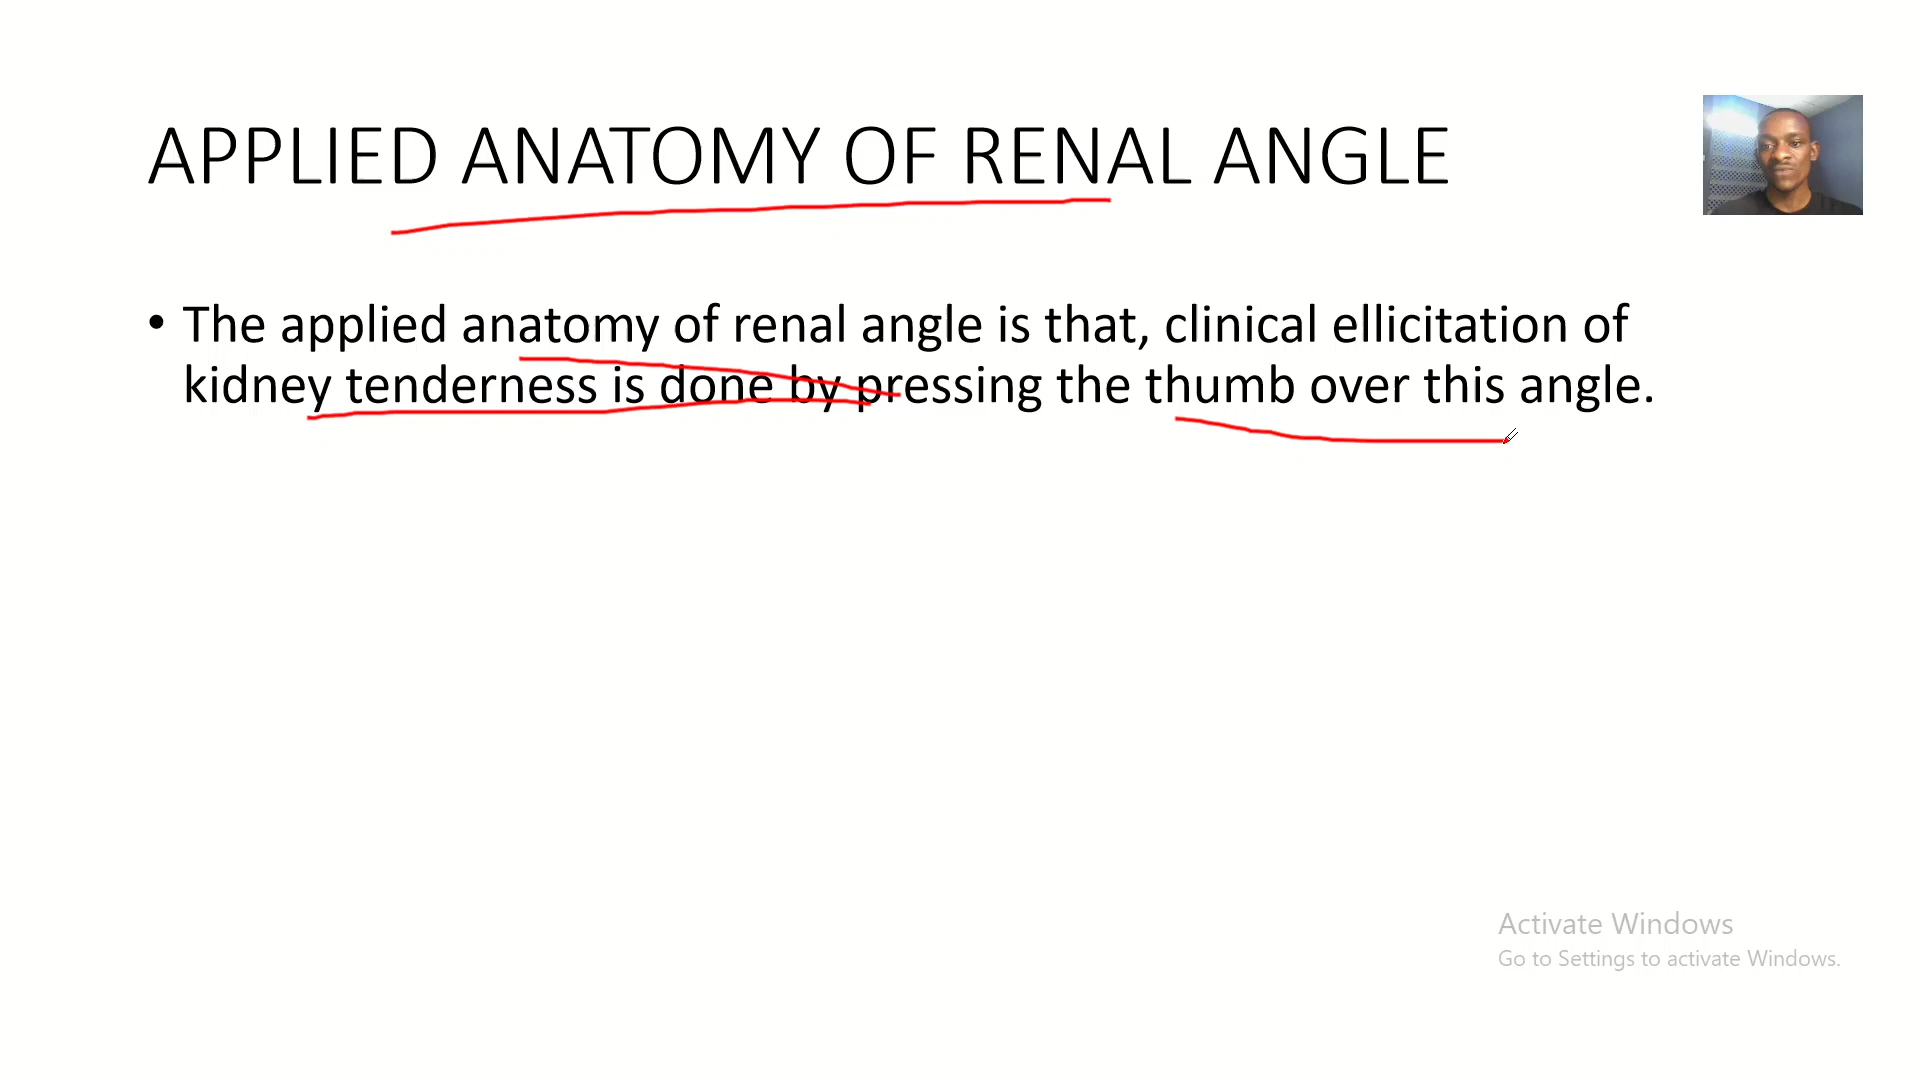 APPLIED ANATOMY OF RENAL ANGLE
• The applied anatomy of renal angle is that, clinical ellicitation of
kidney tenderness is done by pressing the thumb over this angle.
Activate Windows
Go to Settings to activate Windows.